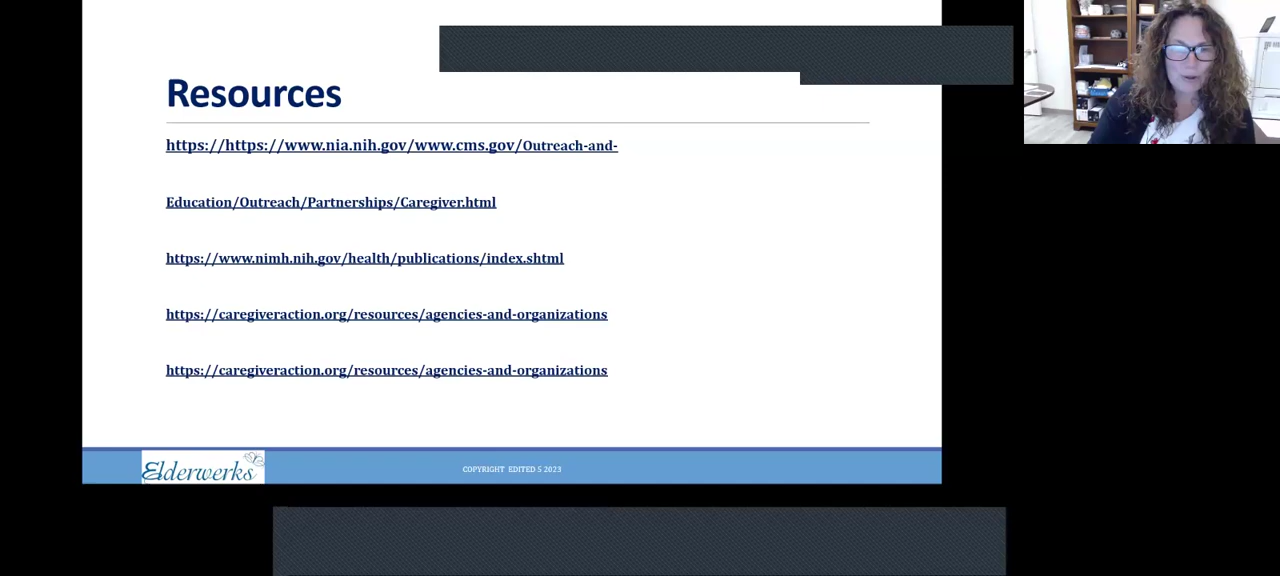 Resources
https://https://www.nia.nih.gov/www.cms.gov/Outreach-and-
Education/Outreach/Partnerships/Caregiver.html
https://www.nimh.nih.gov/health/publications/index.shtml
https://caregiveraction.org/resources/agencies-and-organizations
https://caregiveraction.org/resources/agencies-and-organizations
Elderwerks
COPYRIGHT EDITED 5 2023